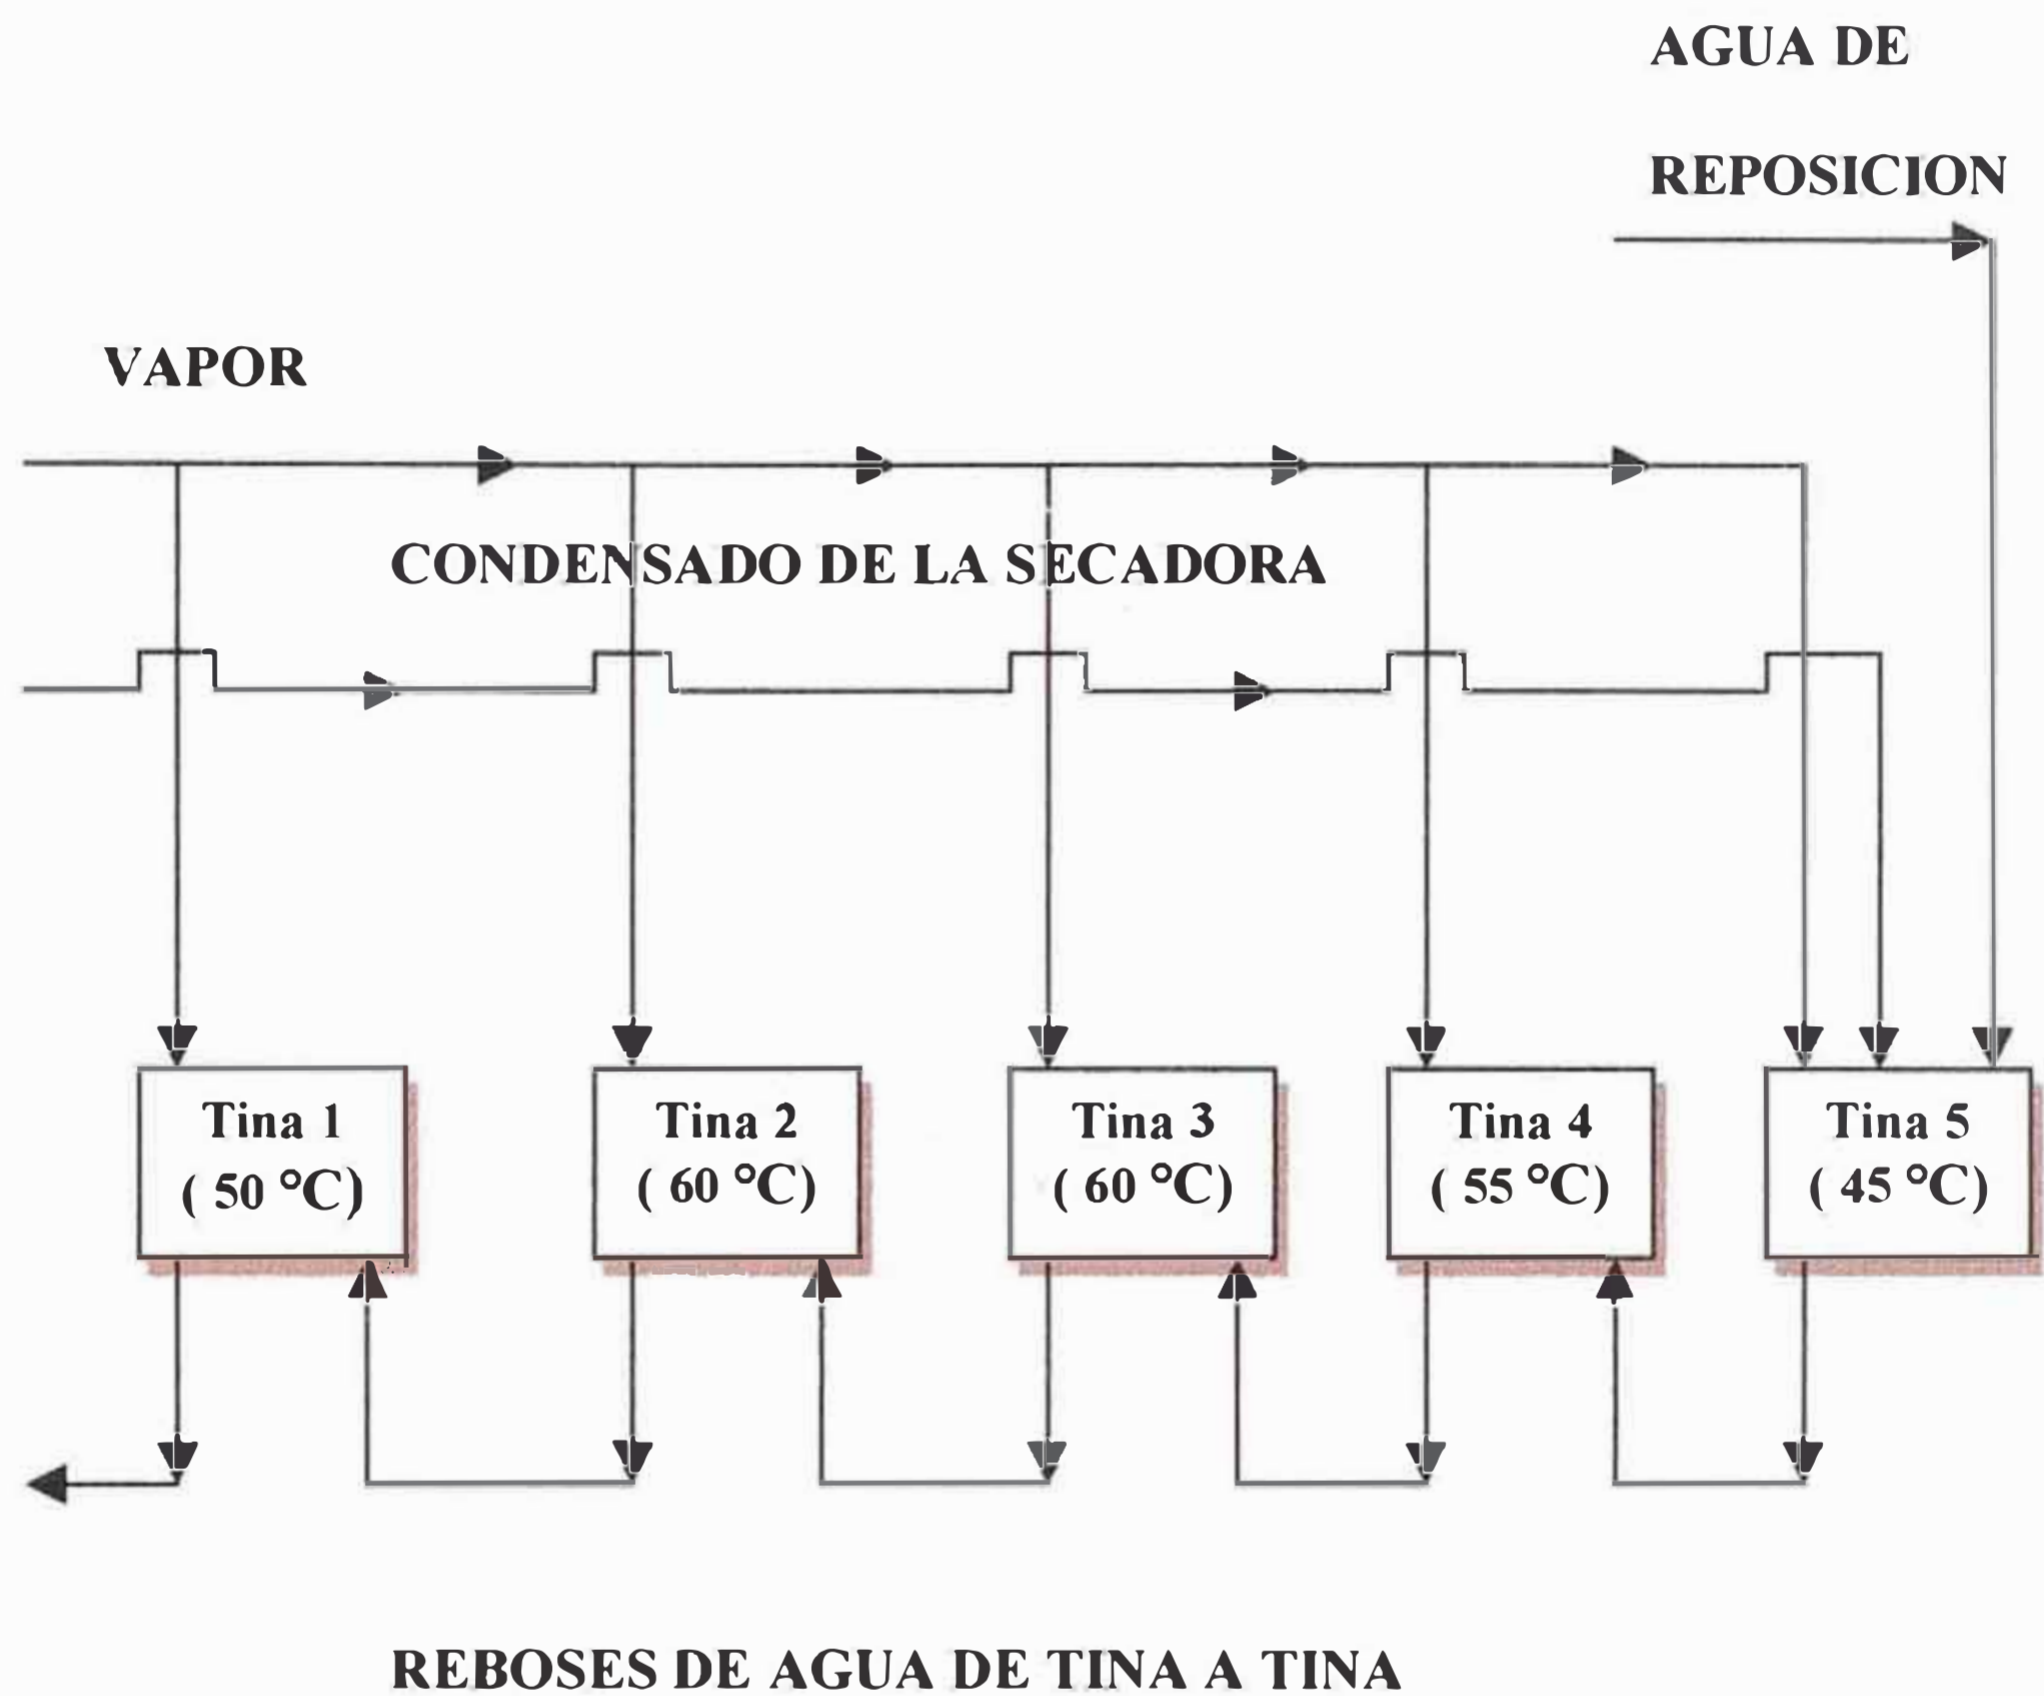 AGUA DE
REPOSICION
VAPOR
CONDENSADO DE LA SECADORA
Tina 1
( 50 °C)
Tina 2
( 60 °C)
Tina 3
( 60 °C)
Tina 4
( 55 °C)
Tina 5
( 45 °C)
REBOSES DE AGUA DE TINA A TINA